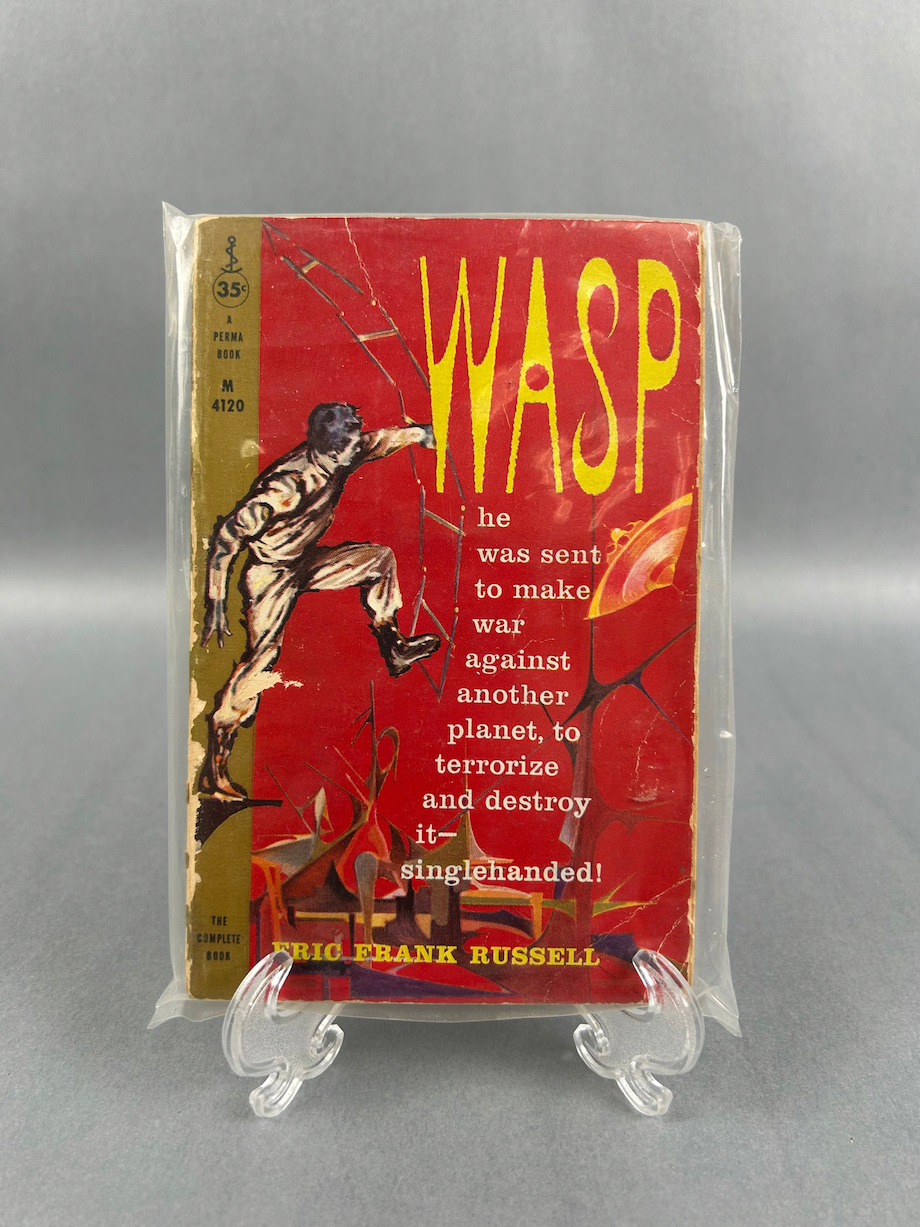 35¢
A
PERMA
BOOK
M
4120
WASP
he
was sent
to make
war
against
another
planet, to
terrorize
and destroy
it—
singlehanded!
THE
COMPLETE
BOOK
ERIC FRANK RUSSELL